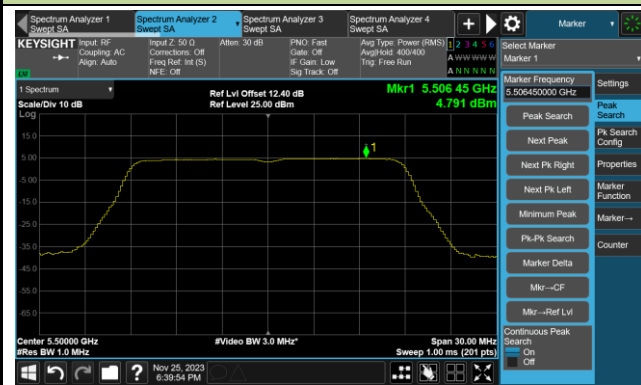 Spectrum Analyzer 1
Swept SA
Spectrum Analyzer 2
Swept SA
Spectrum Analyzer 3
Swept SA
Spectrum Analyzer 4
Swept SA
+
Marker
KEYSIGHT
LXI
Input: RF
Coupling: AC
Align: Auto
Input Z: 50 Ω
Corrections: Off
Freq Ref: Int (S)
NFE: Off
Atten: 30 dB
PNO: Fast
Gate: Off
IF Gain: Low
Sig Track: Off
Avg Type: Power (RMS)
Avg|Hold: 400/400
Trig: Free Run
1 2 3 4 5 6
A W W W W W
A N N N N N
Select Marker
Marker 1
1 Spectrum
Scale/Div 10 dB
Log
Ref Lvl Offset 12.40 dB
Ref Level 25.00 dBm
Mkr1 5.506 45 GHz
4.791 dBm
15.0
5.00
-5.00
-15.0
-25.0
-35.0
-45.0
-55.0
-65.0
1
Center 5.50000 GHz
#Res BW 1.0 MHz
#Video BW 3.0 MHz*
Span 30.00 MHz
Sweep 1.00 ms (201 pts)
Marker Frequency
5.506450000 GHz
Peak Search
Next Peak
Next Pk Right
Next Pk Left
Minimum Peak
Pk-Pk Search
Marker Delta
Mkr→CF
Mkr→Ref Lvl
Continuous Peak
Search
On
Off
Settings
Peak
Search
Pk Search
Config
Properties
Marker
Function
Marker→
Counter
?
Nov 25, 2023
6:39:54 PM